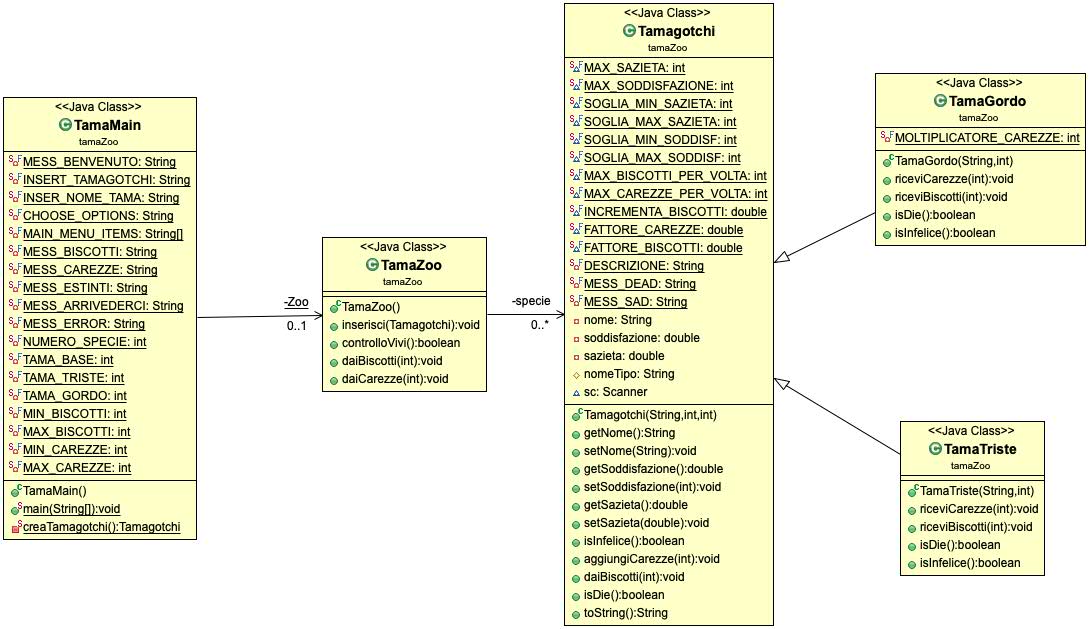 <<Java Class>>
TamaMain
tamaZoo
MESS_BENVENUTO: String
INSERT_TAMAGOTCHI: String
INSER_NOME_TAMA: String
CHOOSE_OPTIONS: String
MAIN_MENU_ITEMS: String[]
MESS_BISCOTTI: String
MESS_CAREZZE: String
MESS_ESTINTI: String
MESS_ARRIVEDERCI: String
MESS_ERROR: String
NUMERO_SPECIE: int
TAMA_BASE: int
TAMA_TRISTE: int
TAMA_GORDO: int
MIN_BISCOTTI: int
MAX_BISCOTTI: int
MIN_CAREZZE: int
MAX_CAREZZE: int
TamaMain()
main(String[]):void
creaTamagotchi():Tamagotchi
-Zoo
0..1
<<Java Class>>
TamaZoo
tamaZoo
TamaZoo()
inserisci(Tamagotchi):void
controlloVivi():boolean
daiBiscotti(int):void
daiCarezze(int):void
-specie
0..*
<<Java Class>>
Tamagotchi
tamaZoo
MAX_SAZIETA: int
MAX_SODDISFAZIONE: int
SOGLIA_MIN_SAZIETA: int
SOGLIA_MAX_SAZIETA: int
SOGLIA_MIN_SODDISF: int
SOGLIA_MAX_SODDISF: int
MAX_BISCOTTI_PER_VOLTA: int
MAX_CAREZZE_PER_VOLTA: int
INCREMENTA_BISCOTTI: double
FATTORE_CAREZZE: double
FATTORE_BISCOTTI: double
DESCRIZIONE: String
MESS_DEAD: String
MESS_SAD: String
nome: String
soddisfazione: double
sazieta: double
nomeTipo: String
sc: Scanner
Tamagotchi(String,int,int)
getNome():String
setNome(String):void
getSoddisfazione():double
setSoddisfazione(int):void
getSazieta():double
setSazieta(double):void
isInfelice():boolean
aggiungiCarezze(int):void
daiBiscotti(int):void
isDie():boolean
toString():String
<<Java Class>>
TamaGordo
tamaZoo
MOLTIPLICATORE_CAREZZE: int
TamaGordo(String,int)
riceviCarezze(int):void
riceviBiscotti(int):void
isDie():boolean
isInfelice():boolean
<<Java Class>>
TamaTriste
tamaZoo
TamaTriste(String,int)
riceviCarezze(int):void
riceviBiscotti(int):void
isDie():boolean
isInfelice():boolean